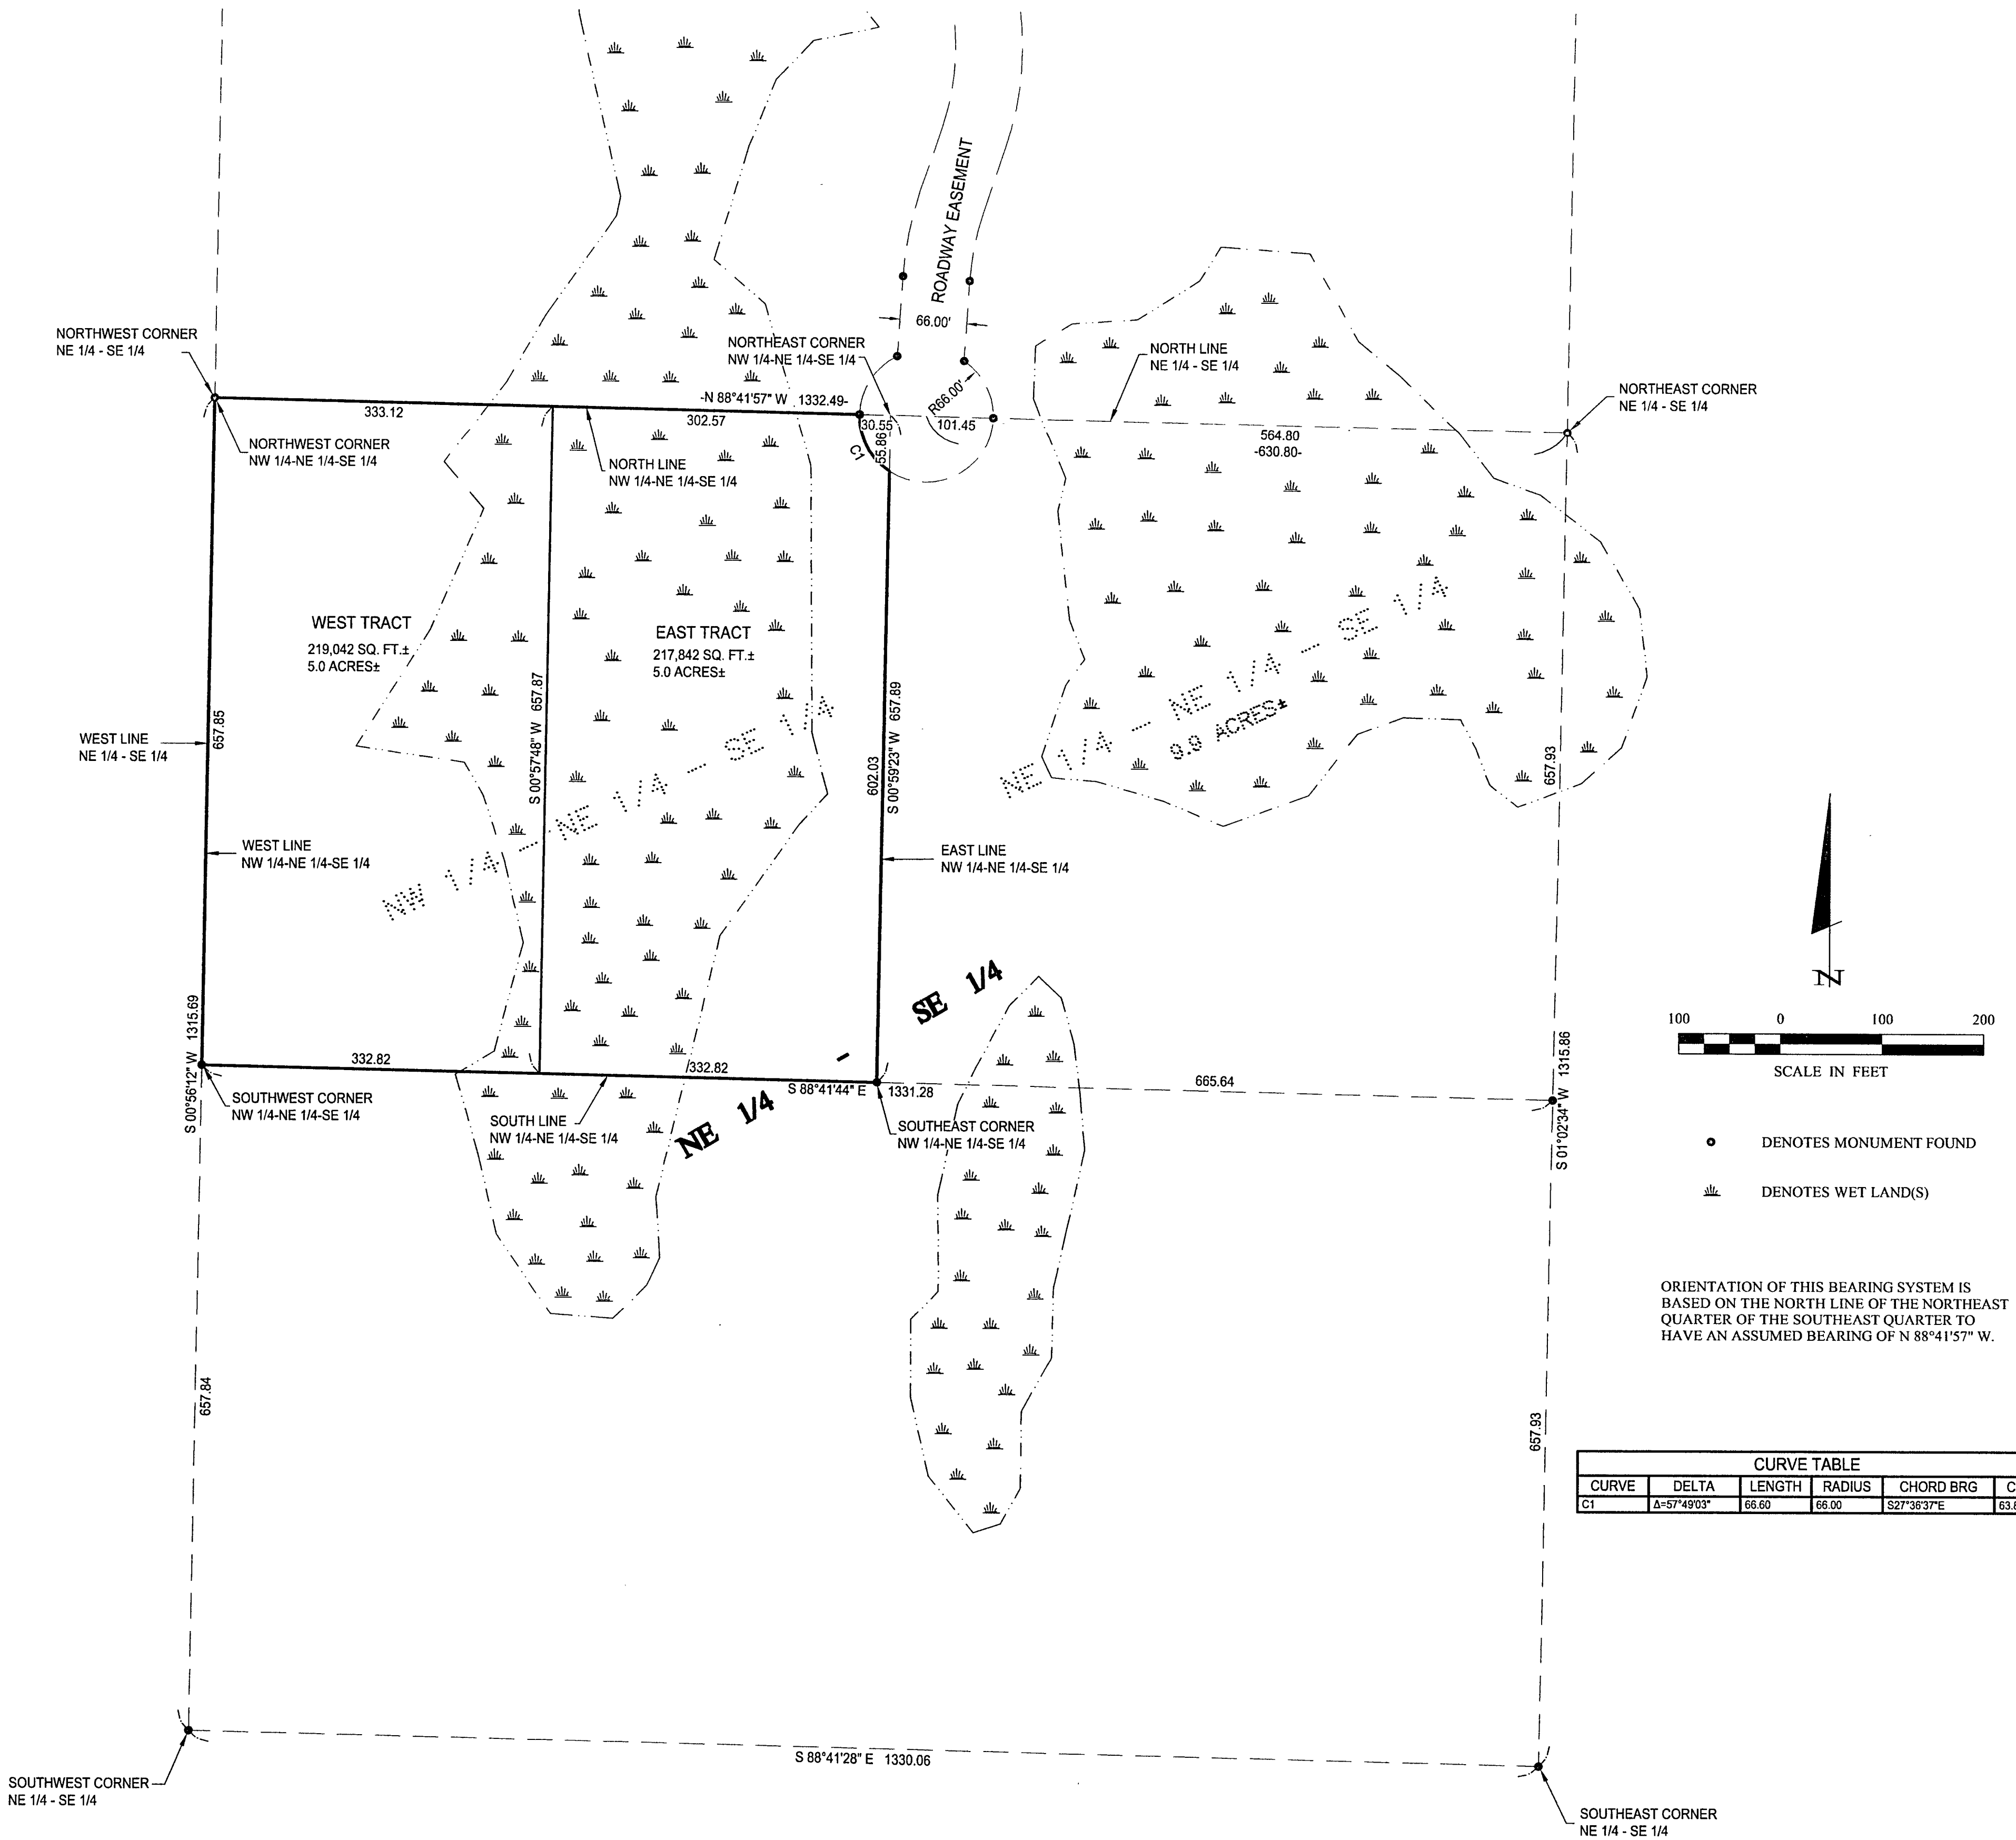 ROADWAY EASEMENT
66.00'
NORTHWEST CORNER
NE 1/4 - SE 1/4
NORTHEAST CORNER
NW 1/4-NE 1/4-SE 1/4
NORTH LINE
NE 1/4 - SE 1/4
NORTHEAST CORNER
NE 1/4 - SE 1/4
R66.00'
-N 88°41'57" W 1332.49-
333.12
302.57
30.55
101.45
564.80
-630.80-
C1
55.86
NORTHWEST CORNER
NW 1/4-NE 1/4-SE 1/4
NORTH LINE
NW 1/4-NE 1/4-SE 1/4
WEST TRACT
219,042 SQ. FT.±
5.0 ACRES±
EAST TRACT
217,842 SQ. FT.±
5.0 ACRES±
WEST LINE
NE 1/4 - SE 1/4
657.85
S 00°57'48" W 657.87
602.03
S 00°59'23" W 657.89
657.93
NE 1/4 - NE 1/4 - SE 1/4
9.9 ACRES±
NW 1/4 - NE 1/4 - SE 1/4
WEST LINE
NW 1/4-NE 1/4-SE 1/4
EAST LINE
NW 1/4-NE 1/4-SE 1/4
NE 1/4 - SE 1/4
S 00°56'12" W 1315.69
332.82
332.82
S 88°41'44" E 1331.28
665.64
S 01°02'34" W 1315.86
SOUTHWEST CORNER
NW 1/4-NE 1/4-SE 1/4
SOUTH LINE
NW 1/4-NE 1/4-SE 1/4
SOUTHEAST CORNER
NW 1/4-NE 1/4-SE 1/4
N
100 0 100 200
SCALE IN FEET
DENOTES MONUMENT FOUND
DENOTES WET LAND(S)
ORIENTATION OF THIS BEARING SYSTEM IS
BASED ON THE NORTH LINE OF THE NORTHEAST
QUARTER OF THE SOUTHEAST QUARTER TO
HAVE AN ASSUMED BEARING OF N 88°41'57" W.
657.84
657.93
CURVE TABLE
CURVE DELTA LENGTH RADIUS CHORD BRG
C1 Δ=57°49'03" 66.60 66.00 S27°36'37"E
S 88°41'28" E 1330.06
SOUTHWEST CORNER
NE 1/4 - SE 1/4
SOUTHEAST CORNER
NE 1/4 - SE 1/4